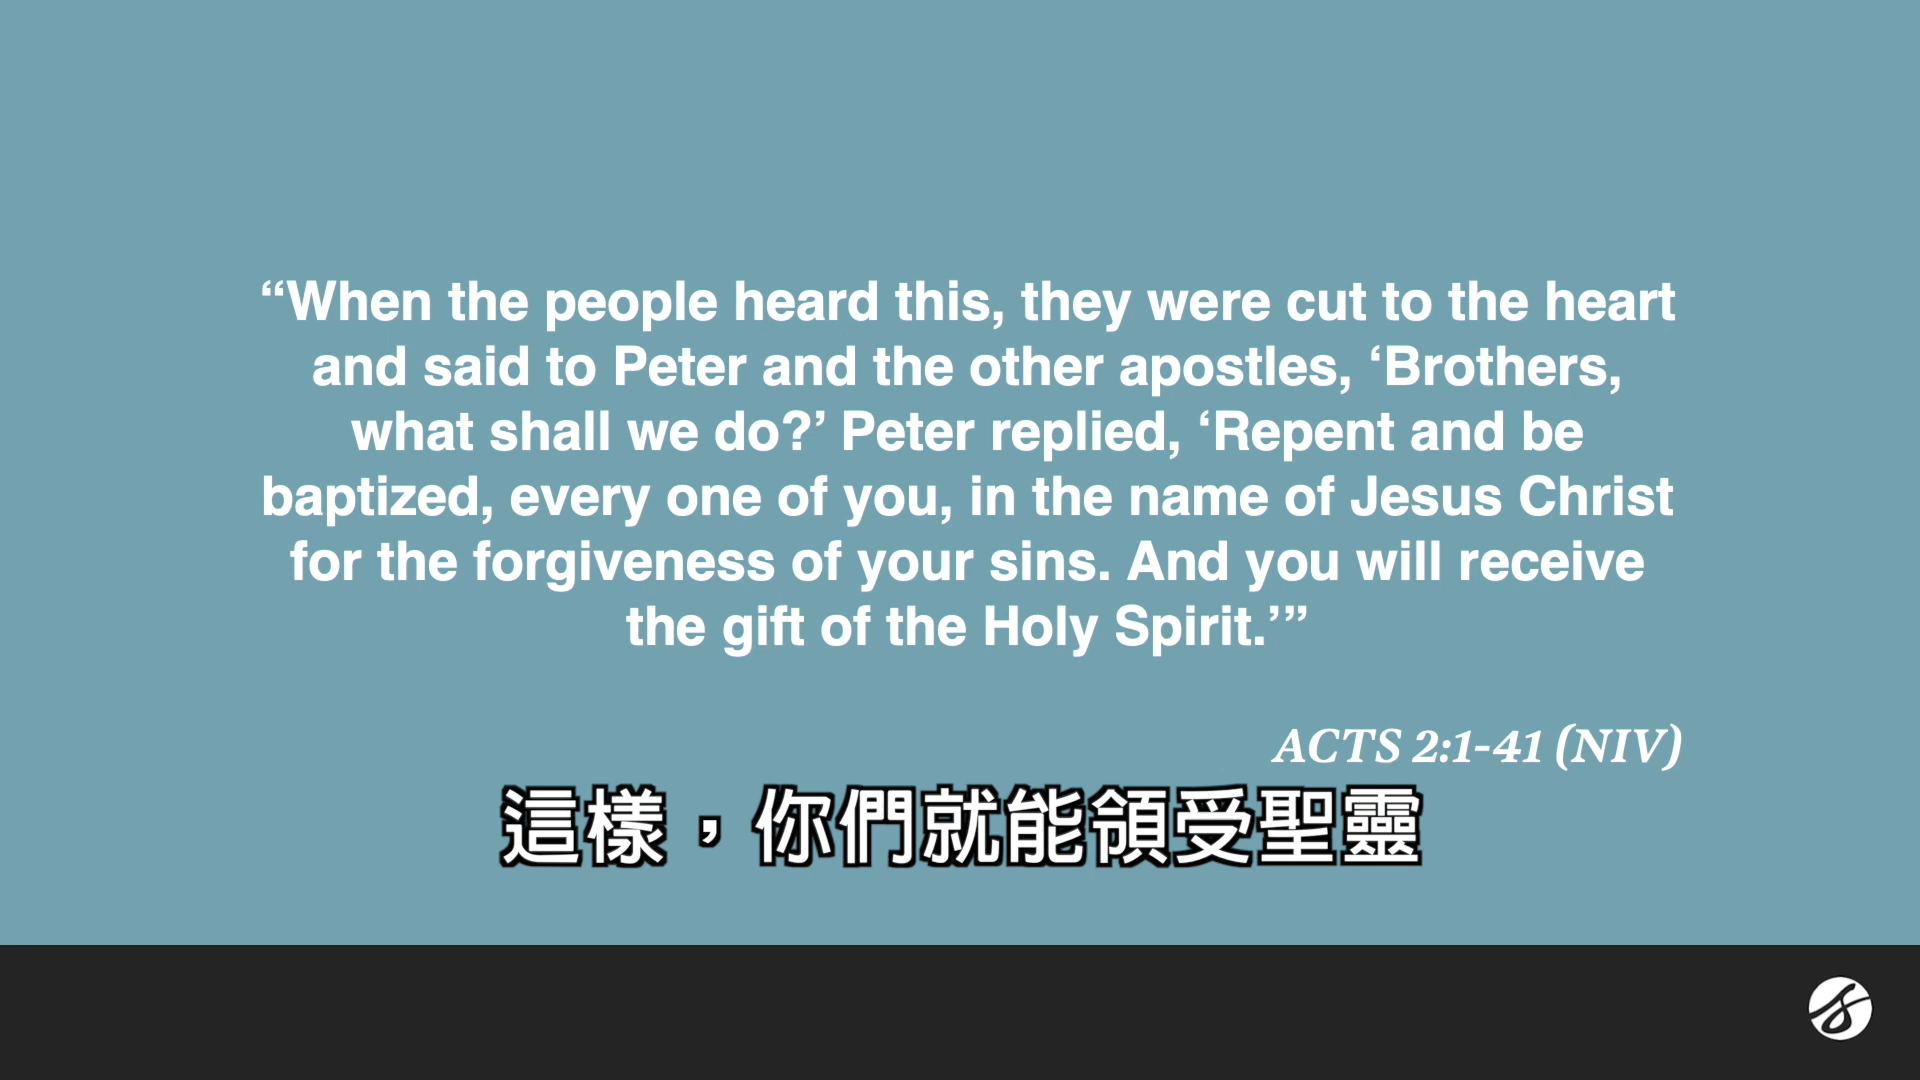 “When the people heard this, they were cut to the heart
and said to Peter and the other apostles, ‘Brothers,
what shall we do?’ Peter replied, ‘Repent and be
baptized, every one of you, in the name of Jesus Christ
for the forgiveness of your sins. And you will receive
the gift of the Holy Spirit.’”
ACTS 2:1-41 (NIV)
這樣，你們就能領受聖靈